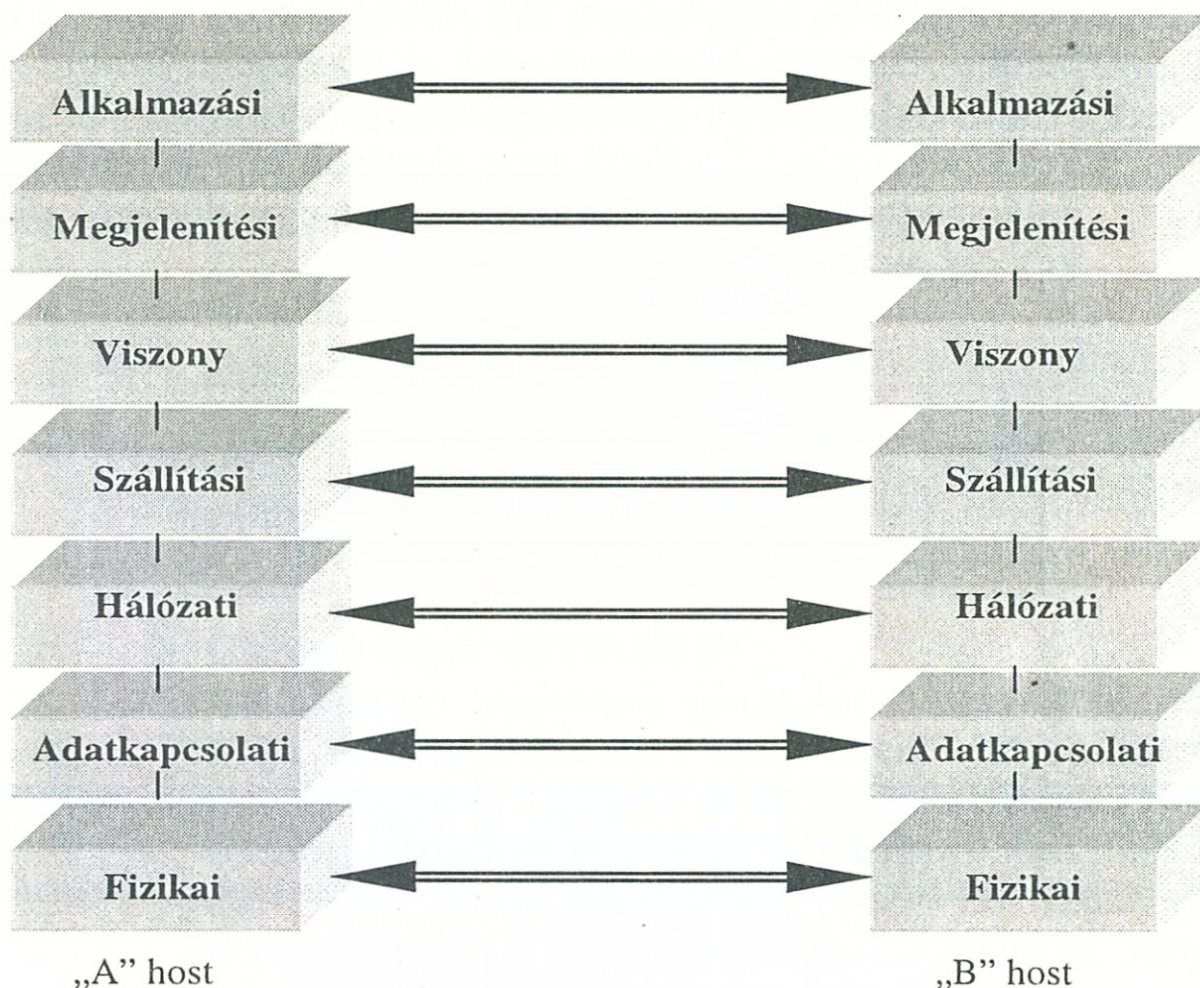 Alkalmazási
Alkalmazási
Megjelenítési
Megjelenítési
Viszony
Viszony
Szállítási
Szállítási
Hálózati
Hálózati
Adatkapcsolati
Adatkapcsolati
Fizikai
Fizikai
„A” host
„B” host